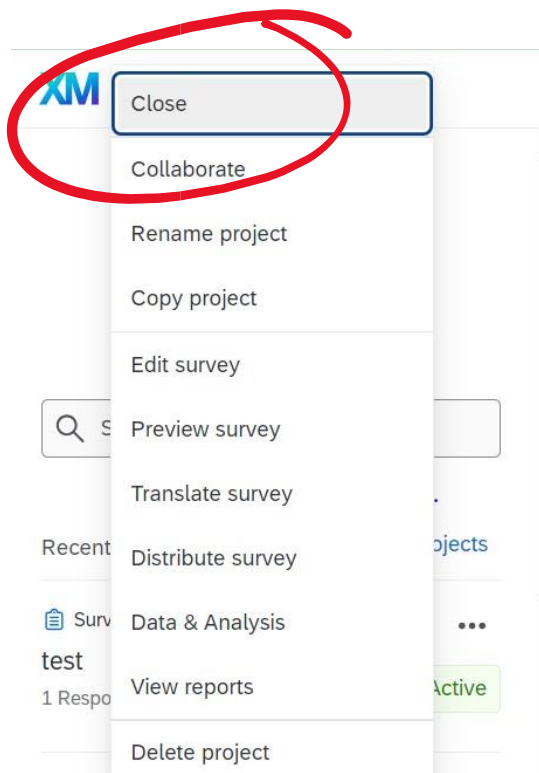 XM
Close
Collaborate
Rename project
Copy project
Edit survey
Preview survey
Translate survey
Recent
Distribute survey
Data & Analysis
test
View reports
Active
Delete project